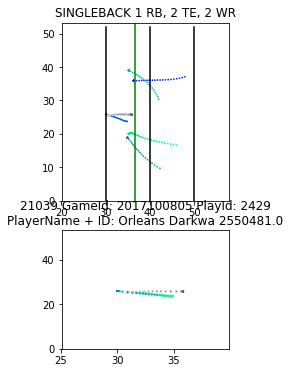 SINGLEBACK 1 RB, 2 TE, 2 WR
50
40
30
20
10
0
20 30 40 50
21039 GameId: 2017100805 PlayId: 2429
PlayerName + ID: Orleans Darkwa 2550481.0
40
20
0
25 30 35